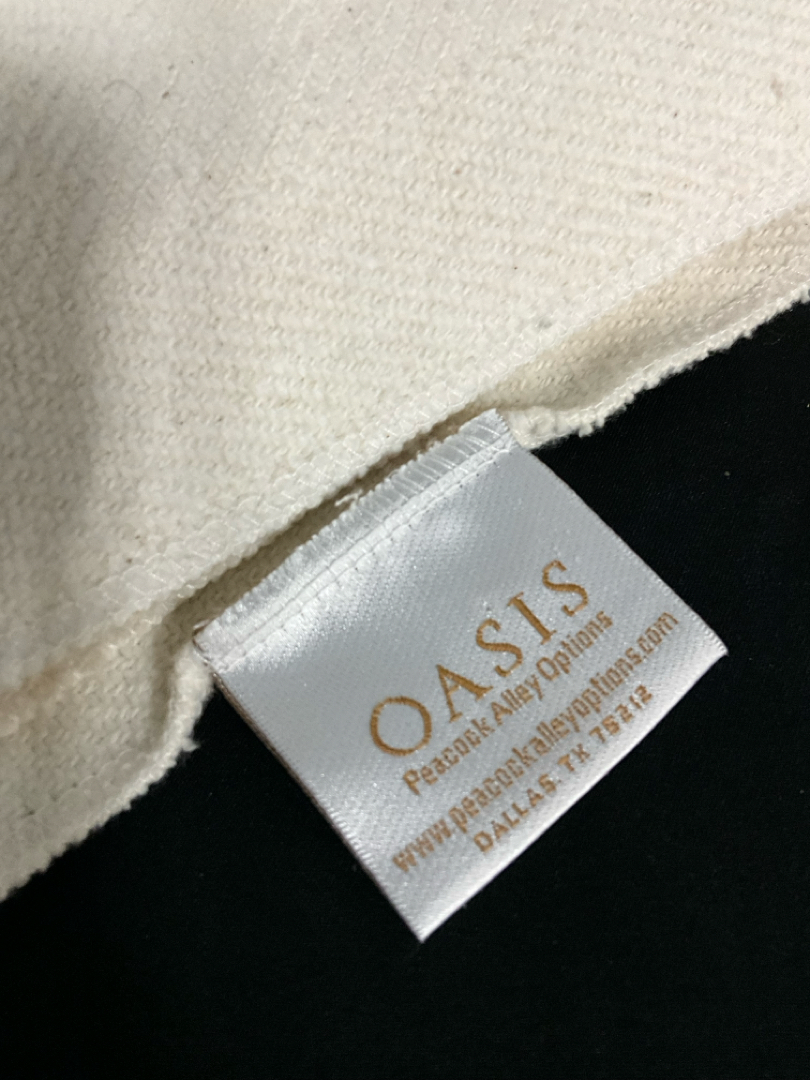 OASIS
Peacock Alley Options
www.peacockalleyoptions.com
DALLAS, TX 75212